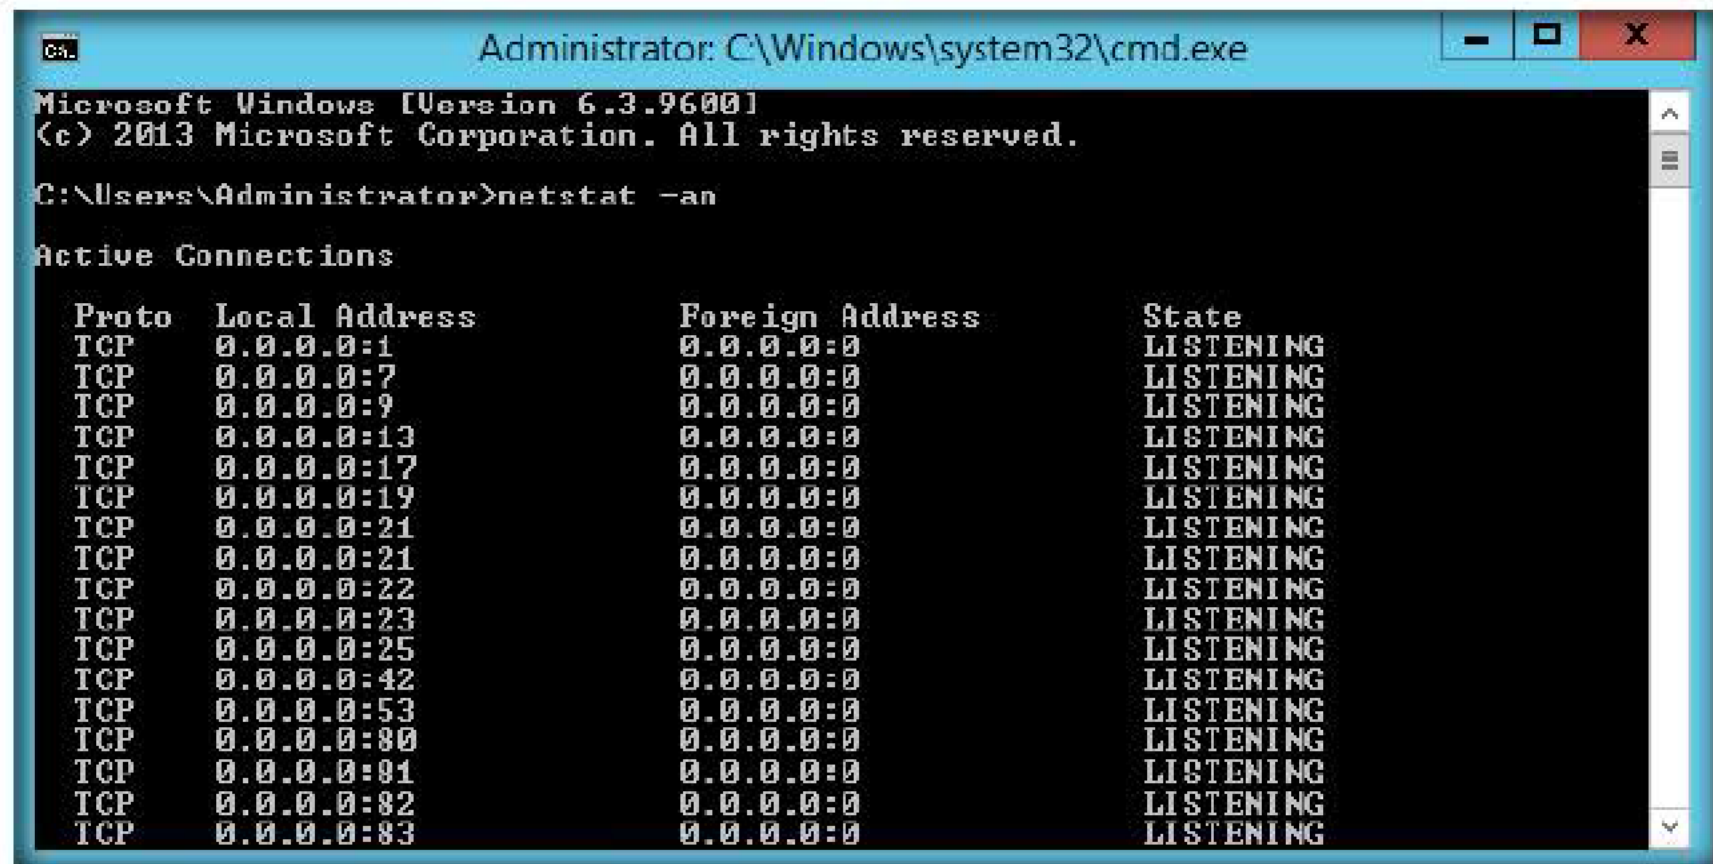 C:\.
Administrator: C:\Windows\system32\cmd.exe
Microsoft Windows [Version 6.3.9600]
(c) 2013 Microsoft Corporation. All rights reserved.
C:\Users\Administrator>netstat -an
Active Connections
Proto Local Address Foreign Address State
TCP 0.0.0.0:1 0.0.0.0:0 LISTENING
TCP 0.0.0.0:7 0.0.0.0:0 LISTENING
TCP 0.0.0.0:9 0.0.0.0:0 LISTENING
TCP 0.0.0.0:13 0.0.0.0:0 LISTENING
TCP 0.0.0.0:17 0.0.0.0:0 LISTENING
TCP 0.0.0.0:19 0.0.0.0:0 LISTENING
TCP 0.0.0.0:21 0.0.0.0:0 LISTENING
TCP 0.0.0.0:21 0.0.0.0:0 LISTENING
TCP 0.0.0.0:22 0.0.0.0:0 LISTENING
TCP 0.0.0.0:23 0.0.0.0:0 LISTENING
TCP 0.0.0.0:25 0.0.0.0:0 LISTENING
TCP 0.0.0.0:42 0.0.0.0:0 LISTENING
TCP 0.0.0.0:53 0.0.0.0:0 LISTENING
TCP 0.0.0.0:80 0.0.0.0:0 LISTENING
TCP 0.0.0.0:81 0.0.0.0:0 LISTENING
TCP 0.0.0.0:82 0.0.0.0:0 LISTENING
TCP 0.0.0.0:83 0.0.0.0:0 LISTENING